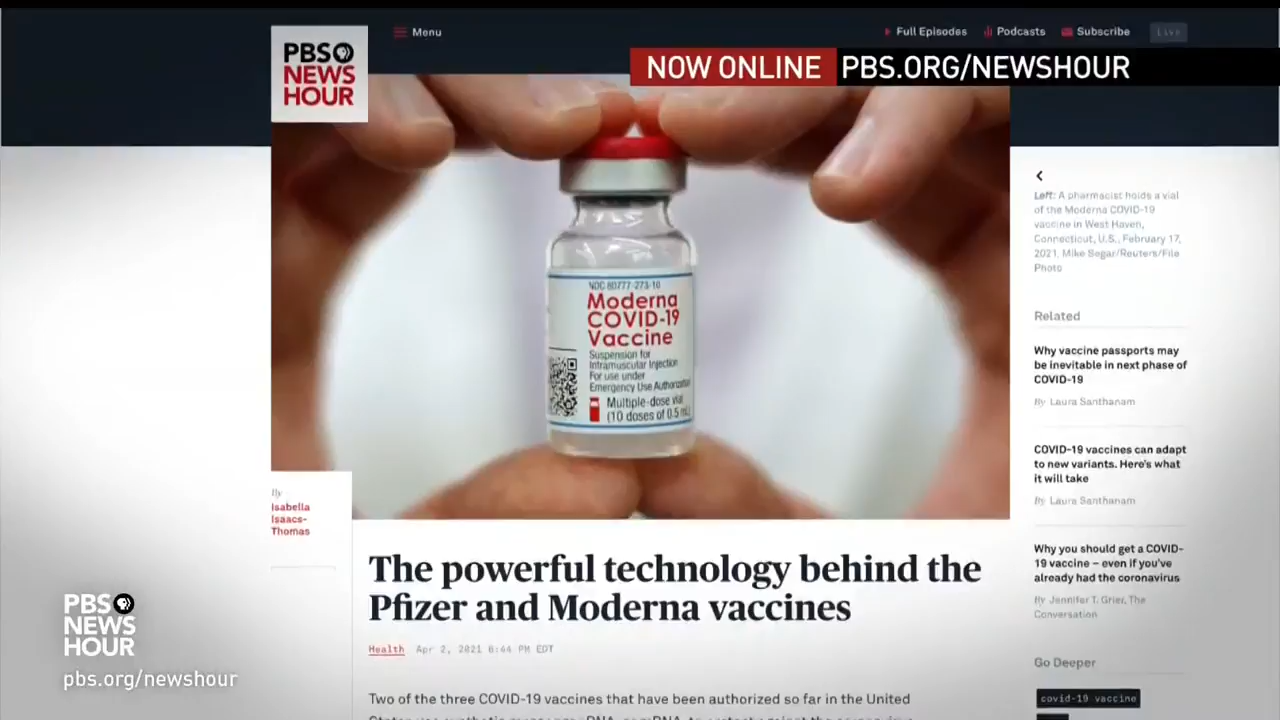 PBS
NEWS
HOUR
Menu
Full Episodes
Podcasts
Subscribe
Live
NOW ONLINE
PBS.ORG/NEWSHOUR
NDC 80777-273-10
Moderna
COVID-19
Vaccine
Suspension for
Intramuscular Injection
For use under
Emergency Use
Multiple-dose vial
(10 doses of 0.5 mL)
Left: A pharmacist holds a vial
of the Moderna COVID-19
vaccine in West Haven,
Connecticut, U.S., February 17,
2021. Mike Segar/Reuters/File
Photo
Related
Why vaccine passports may
be inevitable in next phase of
COVID-19
By Laura Santhanam
COVID-19 vaccines can adapt
to new variants. Here's what
it will take
By Laura Santhanam
Why you should get a COVID-
19 vaccine – even if you've
already had the coronavirus
By Jennifer T. Grier, The
Conversation
Go Deeper
covid-19 vaccine
By
Isabella
Isaacs-
Thomas
The powerful technology behind the
Pfizer and Moderna vaccines
Health Apr 2, 2021 6:44 PM EDT
Two of the three COVID-19 vaccines that have been authorized so far in the United
PBS
NEWS
HOUR
pbs.org/newshour